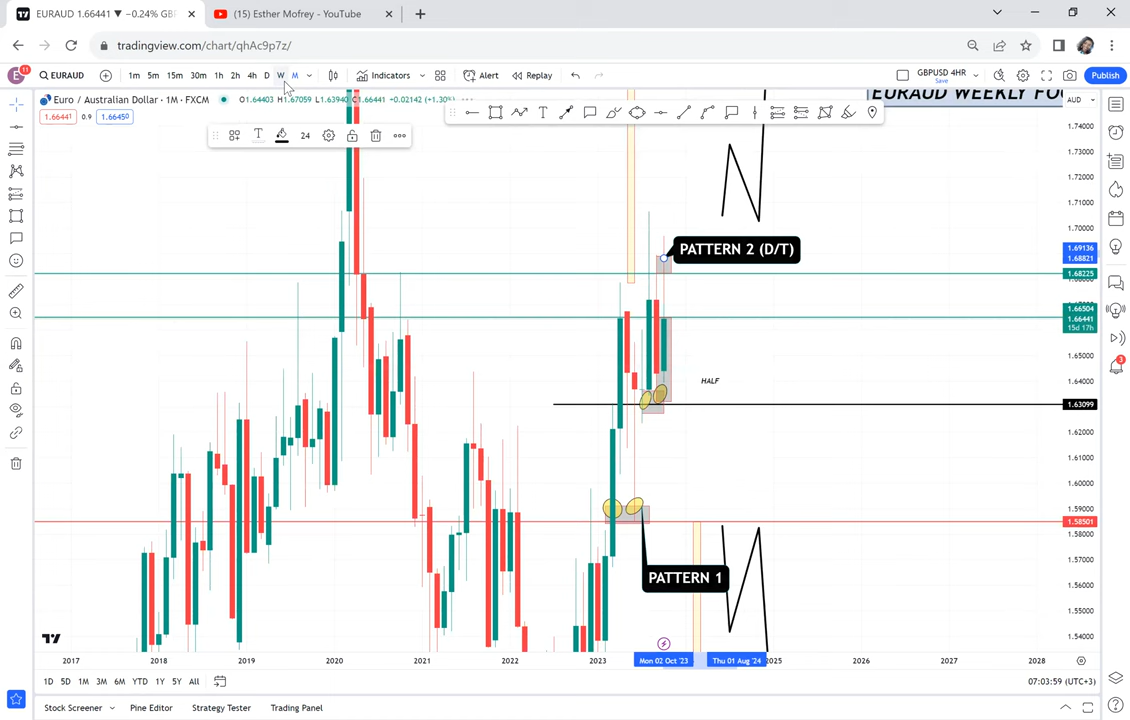 EURAUD 1.66441 ▼ −0.24% GBF
(15) Esther Mofrey - YouTube
tradingview.com/chart/qhAc9p7z/
E 11 EURAUD 1m 5m 15m 30m 1h 2h 4h D W M Indicators Alert Replay GBPUSD 4HR Save Publish
Euro / Australian Dollar · 1M · FXCM O1.64403 H1.67059 L1.63940 C1.66441 +0.02142 (+1.30%)
1.66441 0.9 1.66450
24
EURAUD WEEKLY FO
AUD
1.74000
1.73000
1.72000
1.71000
1.70000
1.69136
1.68821
1.68225
1.66504
1.66441
15d 17h
1.65000
1.64000
1.63099
1.62000
1.61000
1.60000
1.59000
1.58501
1.57000
1.56000
1.55000
1.54000
PATTERN 2 (D/T)
HALF
PATTERN 1
2017 2018 2019 2020 2021 2022 2023 Mon 02 Oct '23 Thu 01 Aug '24 2025 2026 2027 2028
3
1D 5D 1M 3M 6M YTD 1Y 5Y All
07:03:59 (UTC+3)
Stock Screener Pine Editor Strategy Tester Trading Panel